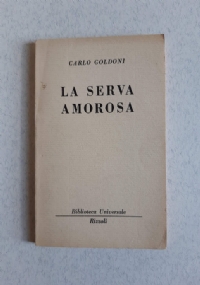 CARLO GOLDONI
LA SERVA
AMOROSA
Biblioteca Universale
Rizzoli